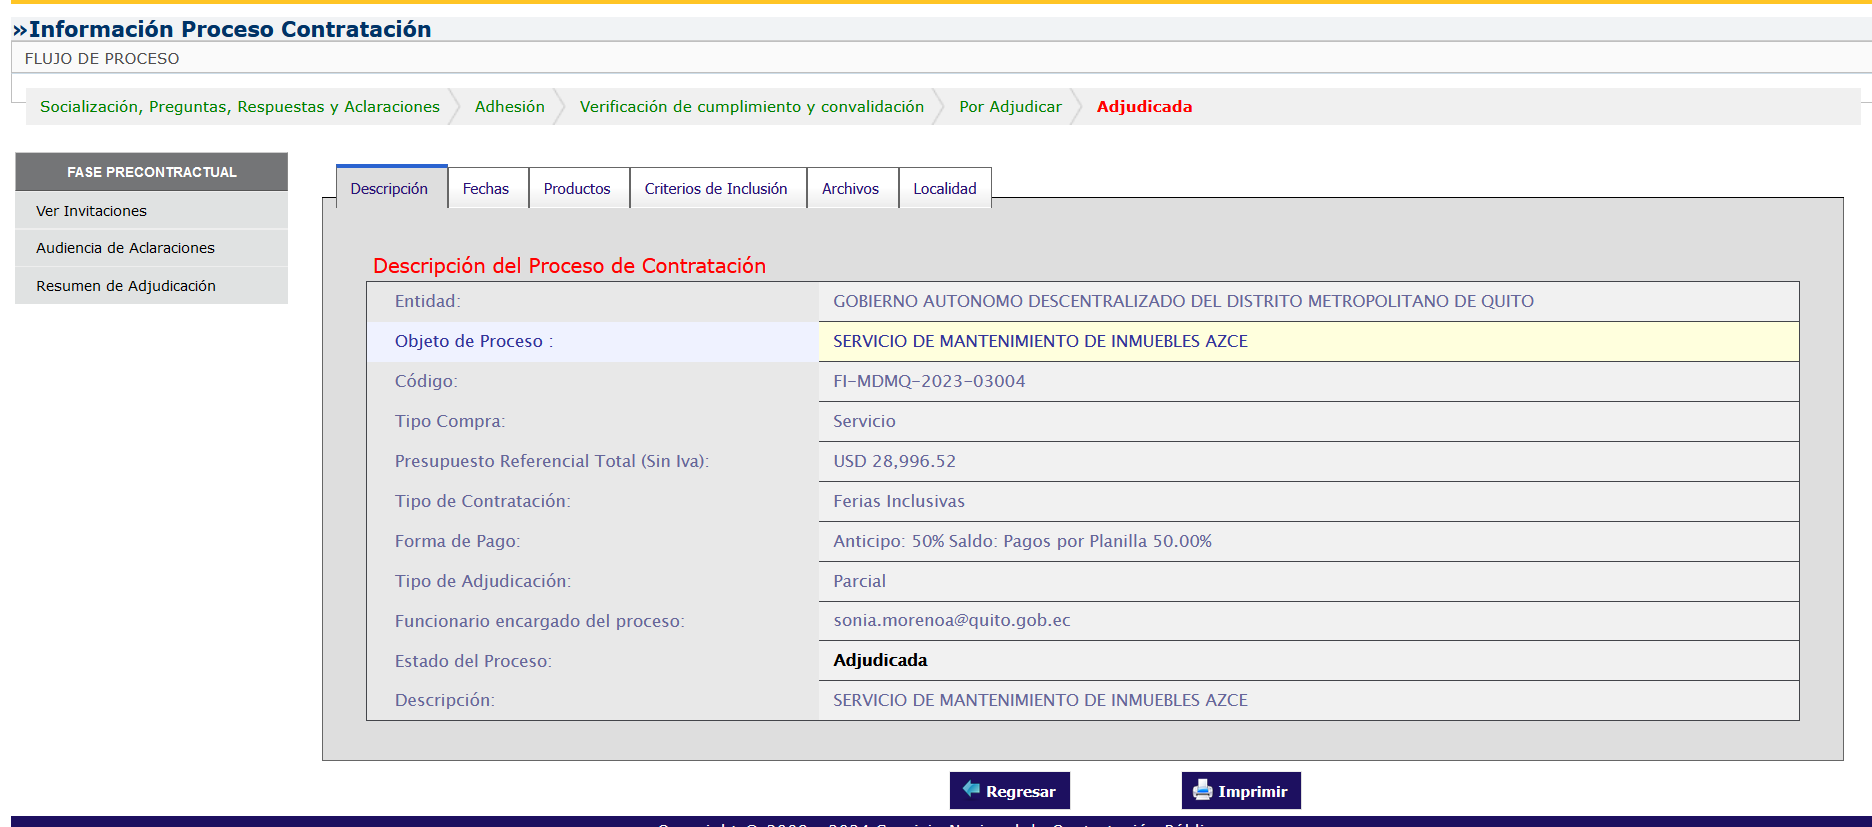 »Información Proceso Contratación
FLUJO DE PROCESO
Socialización, Preguntas, Respuestas y Aclaraciones Adhesión Verificación de cumplimiento y convalidación Por Adjudicar Adjudicada
FASE PRECONTRACTUAL
Ver Invitaciones
Audiencia de Aclaraciones
Resumen de Adjudicación
Descripción Fechas Productos Criterios de Inclusión Archivos Localidad
Descripción del Proceso de Contratación
Entidad: GOBIERNO AUTONOMO DESCENTRALIZADO DEL DISTRITO METROPOLITANO DE QUITO
Objeto de Proceso : SERVICIO DE MANTENIMIENTO DE INMUEBLES AZCE
Código: FI-MDMQ-2023-03004
Tipo Compra: Servicio
Presupuesto Referencial Total (Sin Iva): USD 28,996.52
Tipo de Contratación: Ferias Inclusivas
Forma de Pago: Anticipo: 50% Saldo: Pagos por Planilla 50.00%
Tipo de Adjudicación: Parcial
Funcionario encargado del proceso: sonia.morenoa@quito.gob.ec
Estado del Proceso: Adjudicada
Descripción: SERVICIO DE MANTENIMIENTO DE INMUEBLES AZCE
Regresar Imprimir